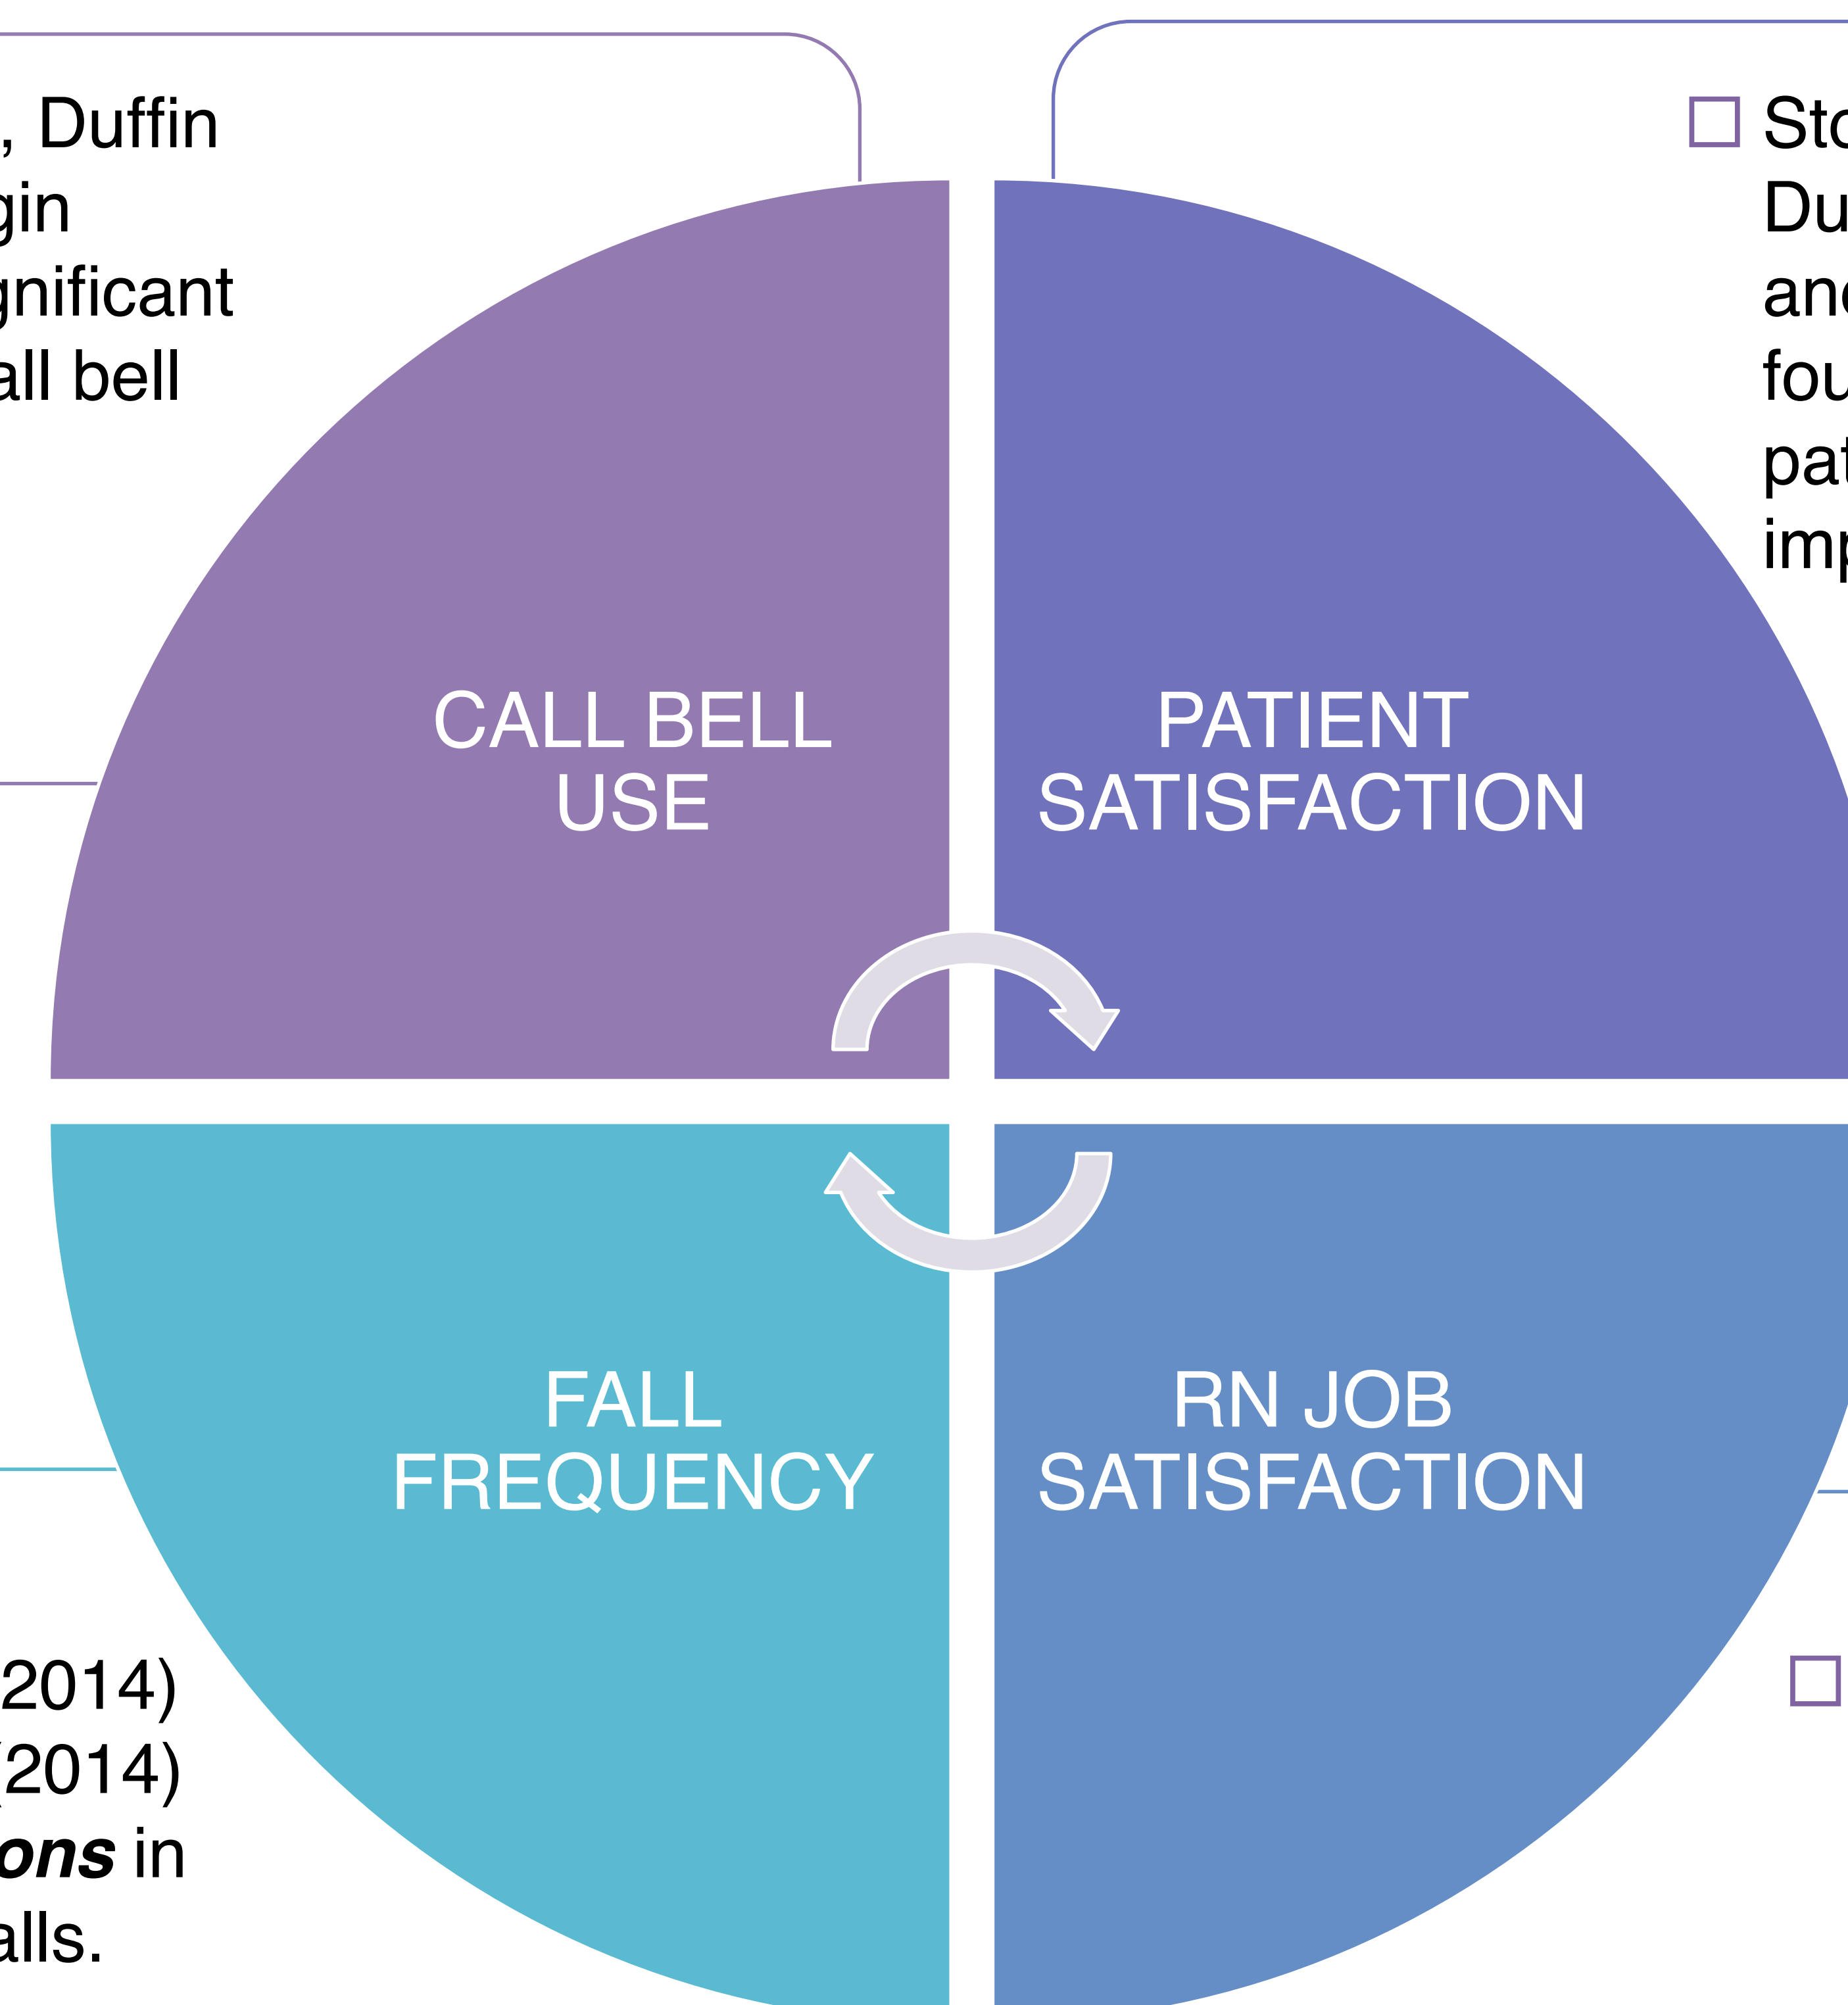 , Duffin
gin
gnificant
all bell
Sto
Du
and
fou
pat
imp
CALL BELL
USE
PATIENT
SATISFACTION
FALL
FREQUENCY
RN JOB
SATISFACTION
2014)
(2014)
ons in
alls.